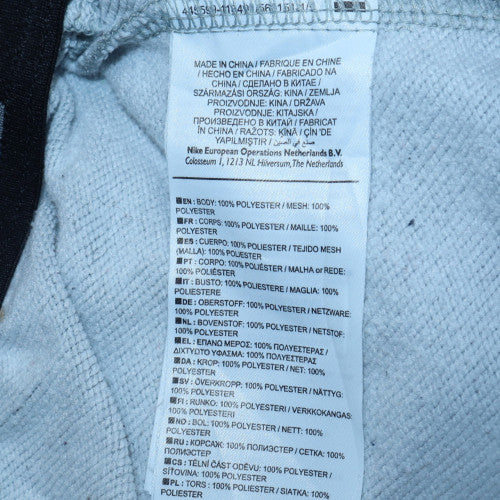 MADE IN CHINA / FABRIQUE EN CHINE
/ HECHO EN CHINA / FABRICADO NA
CHINA / СДЕЛАНО В КИТАЕ /
SZÁRMAZÁSI ORSZÁG: KÍNA / ZEMLJA
PROIZVODNJE: KINA / DRŽAVA
PROIZVODNJE: KITAJSKA /
ПРОИЗВЕДЕНО В КИТАЙ / FABRICAT
ÎN CHINA / RAŽOTS: ĶĪNĀ / ÇİN'DE
YAPILMIŞTIR / صنع في الصين
Nike European Operations Netherlands B.V.
Colosseum 1, 1213 NL Hilversum, The Netherlands
EN : BODY: 100% POLYESTER / MESH: 100%
POLYESTER
FR : CORPS: 100% POLYESTER / MAILLE: 100%
POLYESTER
ES : CUERPO: 100% POLIÉSTER / TEJIDO MESH
(MALLA): 100% POLIÉSTER
PT : CORPO: 100% POLIÉSTER / MALHA or REDE:
100% POLIÉSTER
IT : BUSTO: 100% POLIESTERE / MAGLIA: 100%
POLIESTERE
DE : OBERSTOFF: 100% POLYESTER / NETZWARE:
100% POLYESTER
NL : BOVENSTOF: 100% POLYESTER / NETSTOF:
100% POLYESTER
EL : ΕΠΑΝΩ ΜΕΡΟΣ: 100% ΠΟΛΥΕΣΤΕΡΑΣ /
ΔΙΧΤΥΩΤΟ ΥΦΑΣΜΑ: 100% ΠΟΛΥΕΣΤΕΡΑΣ
DA : KROP: 100% POLYESTER / NET: 100%
POLYESTER
SV : ÖVERKROPP: 100% POLYESTER / NÄTTYG:
100% POLYESTER
FI : RUNKO: 100% POLYESTERI / VERKKOKANGAS:
100% POLYESTERI
NO : BOL: 100% POLYESTER / NETTING: 100%
POLYESTER
RU : КОРСАЖ: 100% ПОЛИЭСТЕР / СЕТКА: 100%
ПОЛИЭСТЕР
CS : TĚLNÍ ČÁST ODĚVU: 100% POLYESTER /
SÍŤOVINA: 100% POLYESTER
PL : TORS : 100% POLIESTER / SIATKA: 100%
POLIESTER